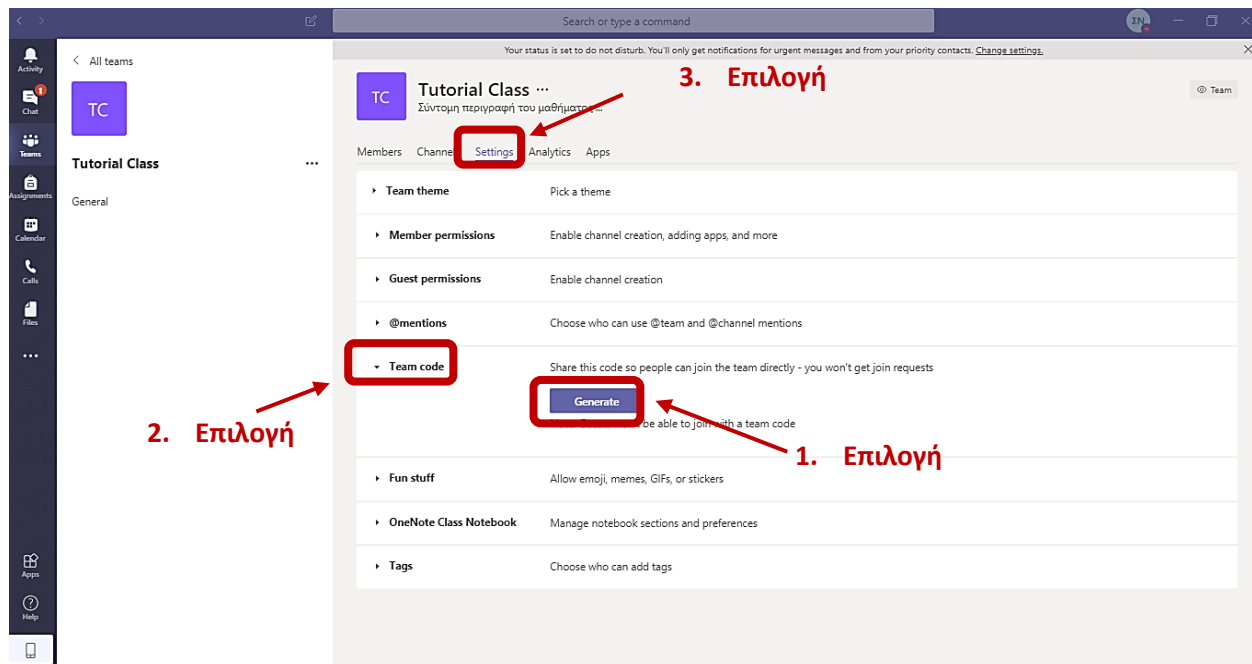 Search or type a command
ΣΝ
Your status is set to do not disturb. You'll only get notifications for urgent messages and from your priority contacts. Change settings.
Activity
Chat
1
Teams
Assignments
Calendar
Calls
Files
Apps
Help
All teams
TC
Tutorial Class
General
TC
Tutorial Class
Σύντομη περιγραφή του μαθήματος ...
Team
3. Επιλογή
Members Channe Settings Analytics Apps
Team theme Pick a theme
Member permissions Enable channel creation, adding apps, and more
Guest permissions Enable channel creation
@mentions Choose who can use @team and @channel mentions
Team code Share this code so people can join the team directly - you won't get join requests
Generate
be able to join with a team code
2. Επιλογή
1. Επιλογή
Fun stuff Allow emoji, memes, GIFs, or stickers
OneNote Class Notebook Manage notebook sections and preferences
Tags Choose who can add tags